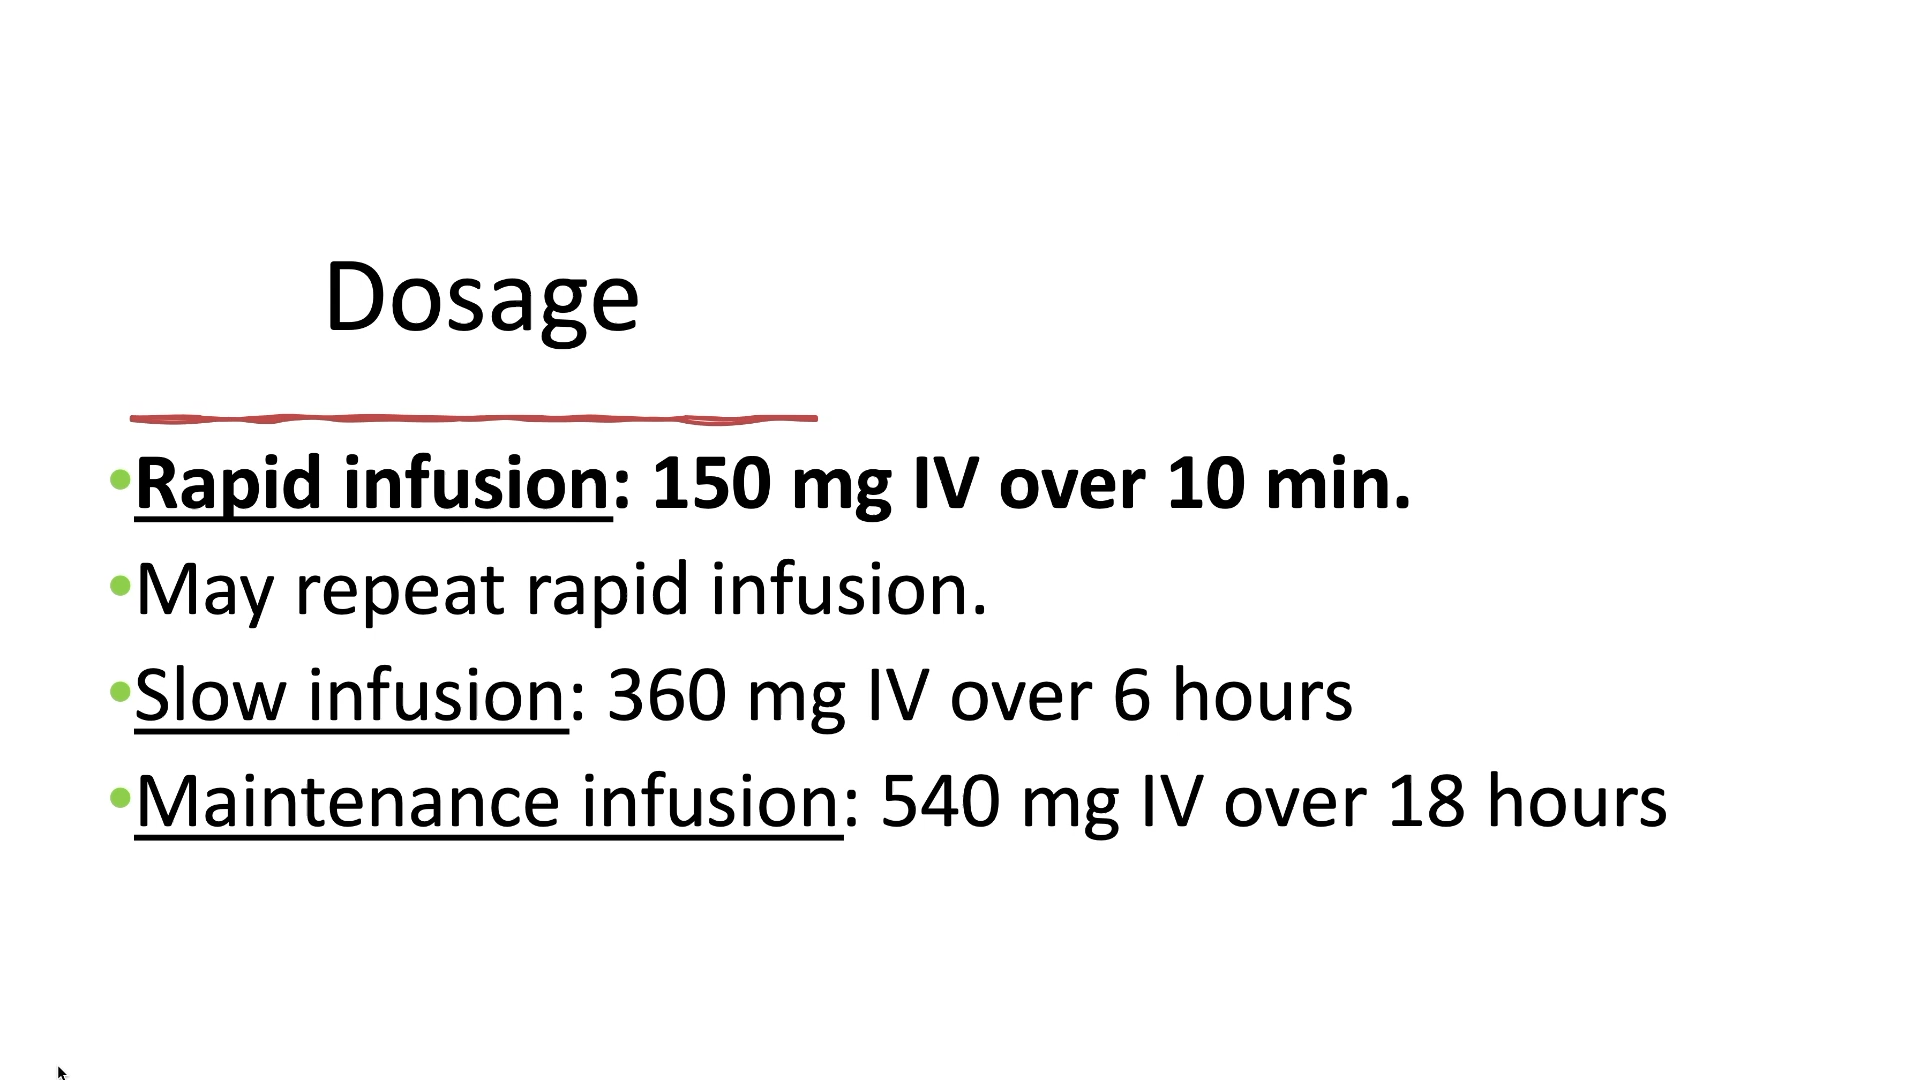 Dosage
•Rapid infusion: 150 mg IV over 10 min.
•May repeat rapid infusion.
•Slow infusion: 360 mg IV over 6 hours
•Maintenance infusion: 540 mg IV over 18 hours